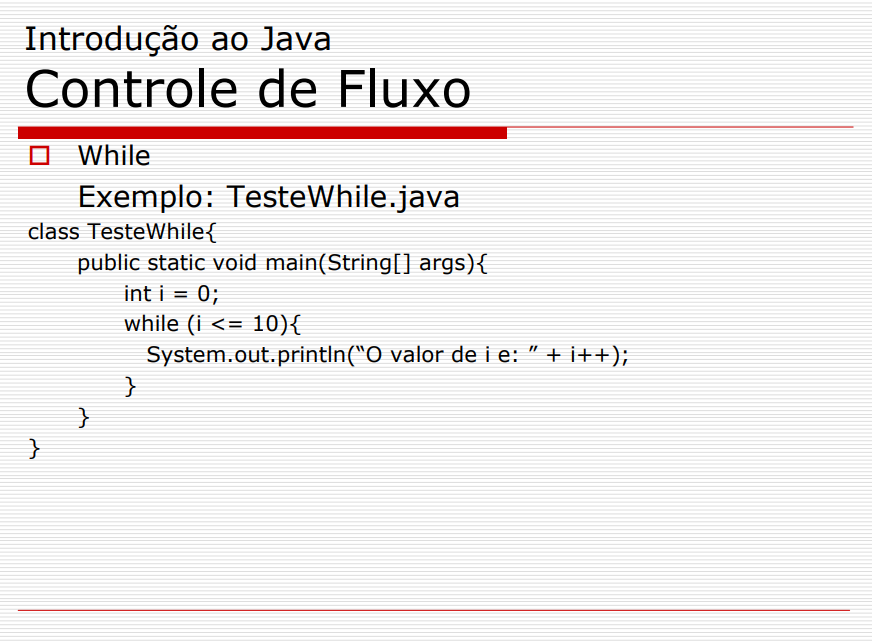 Introdução ao Java
Controle de Fluxo
While
Exemplo: TesteWhile.java
class TesteWhile{
public static void main(String[] args){
int i = 0;
while (i <= 10){
System.out.println(“O valor de i e: ” + i++);
}
}
}